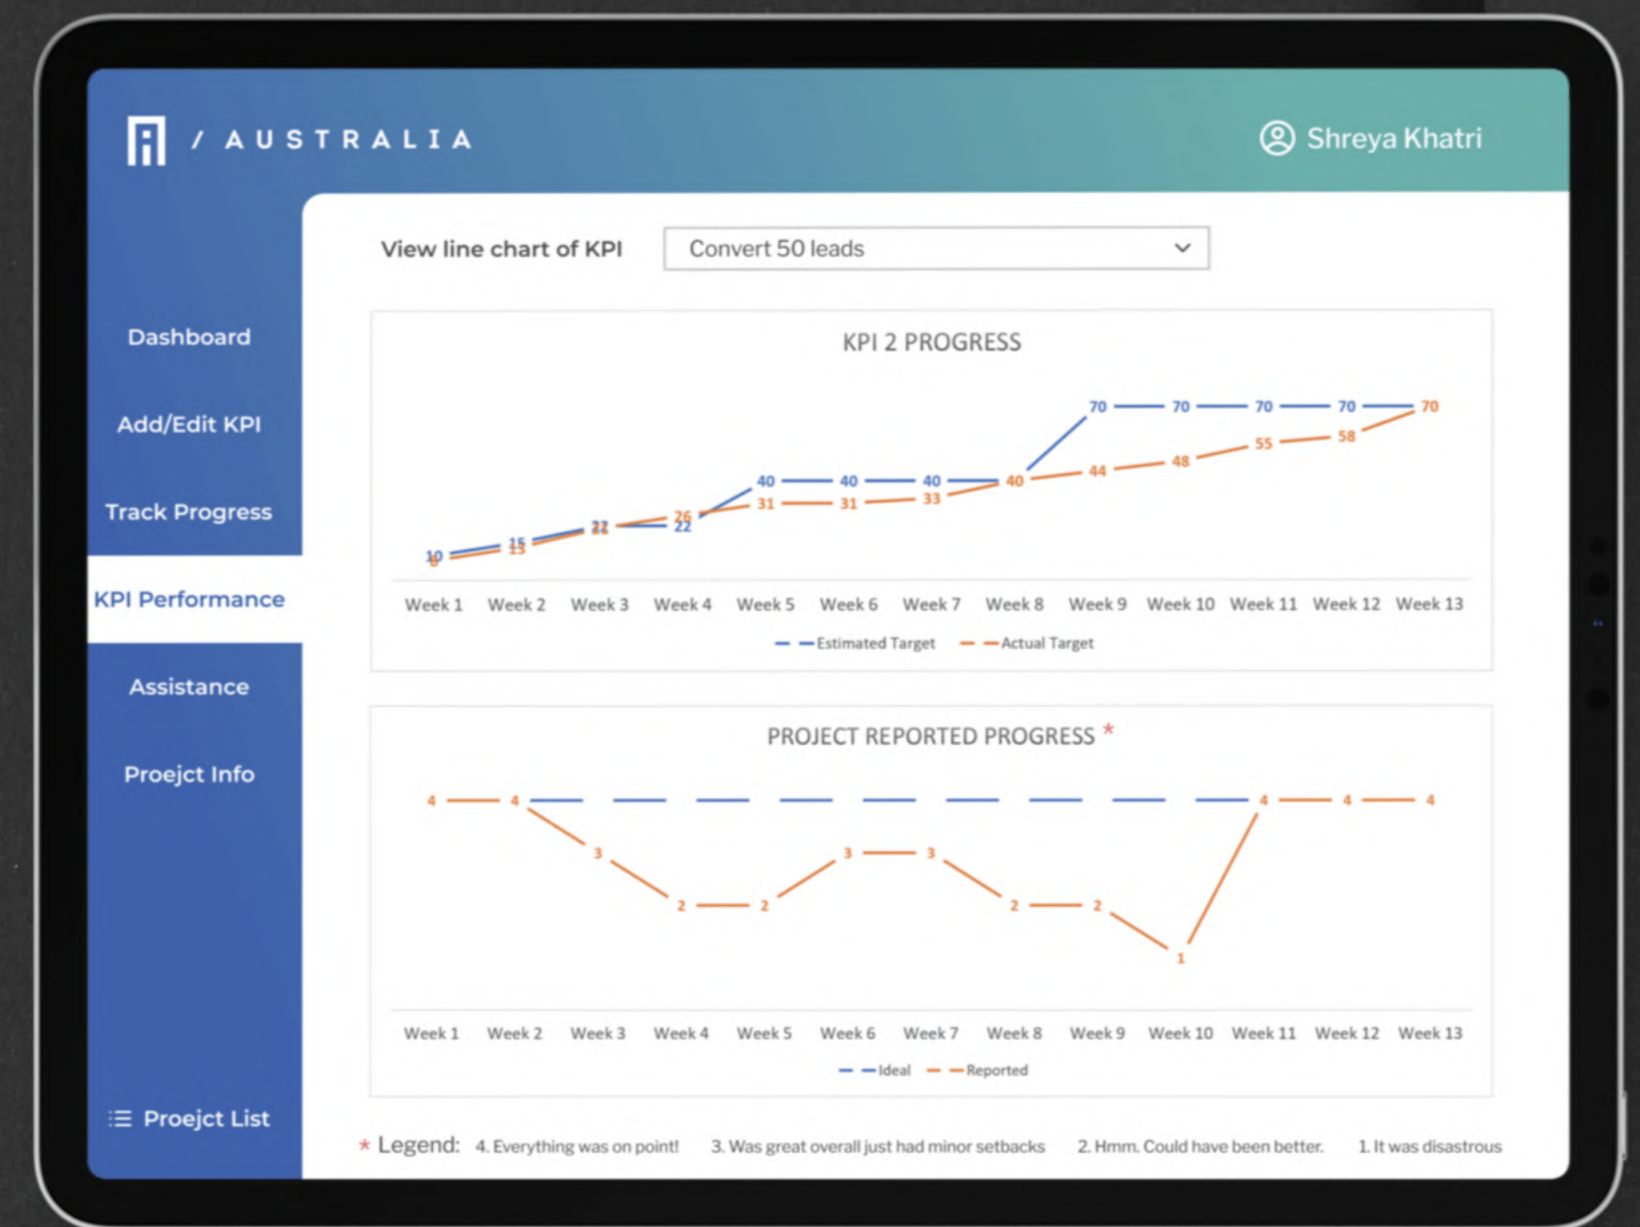 / AUSTRALIA
Shreya Khatri
View line chart of KPI
Convert 50 leads
Dashboard
Add/Edit KPI
Track Progress
KPI Performance
Assistance
Proejct Info
Proejct List
KPI 2 PROGRESS
70 70 70 70 70
40 40 40 40
44 48 55 58
31 31 33
26
10 15 22 22
8 13 21
Week 1 Week 2 Week 3 Week 4 Week 5 Week 6 Week 7 Week 8 Week 9 Week 10 Week 11 Week 12 Week 13
Estimated Target Actual Target
PROJECT REPORTED PROGRESS *
4 4 4 4 4
3 3 3
2 2 2 2
1
Week 1 Week 2 Week 3 Week 4 Week 5 Week 6 Week 7 Week 8 Week 9 Week 10 Week 11 Week 12 Week 13
Ideal Reported
* Legend: 4. Everything was on point! 3. Was great overall just had minor setbacks 2. Hmm. Could have been better. 1. It was disastrous